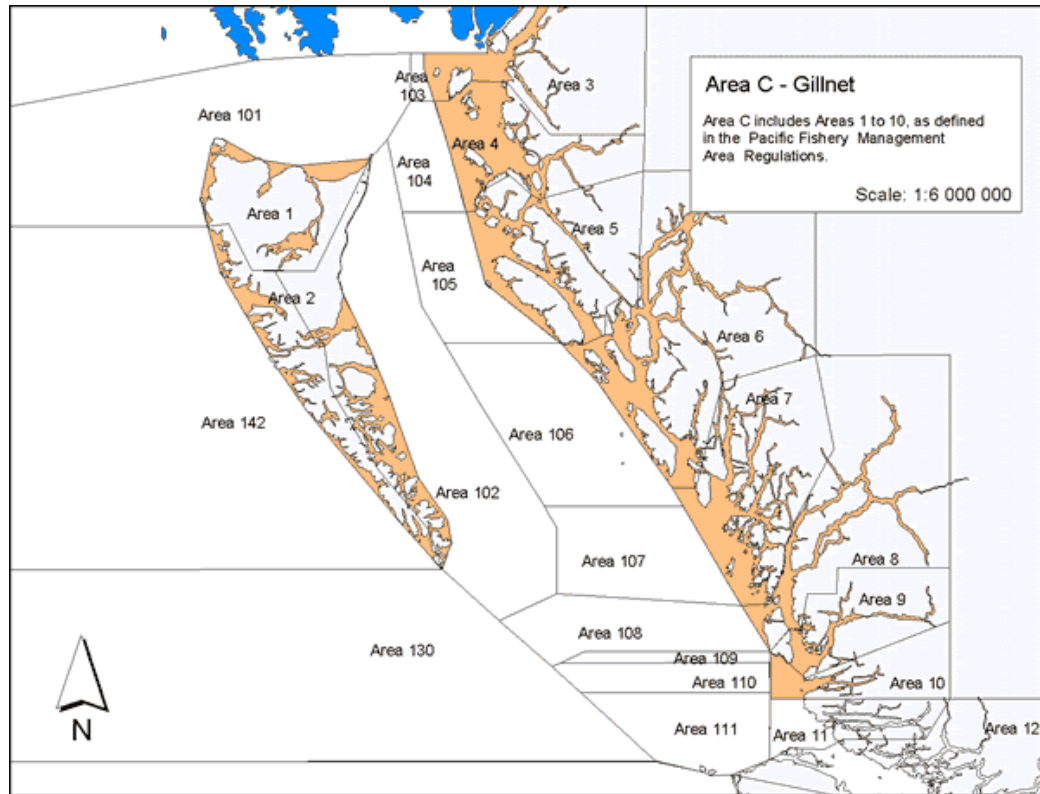 Area
103
Area 3
Area C - Gillnet
Area C includes Areas 1 to 10, as defined
in the Pacific Fishery Management
Area Regulations.
Scale: 1:6 000 000
Area 101
Area 4
Area
104
Area 1
Area 5
Area
105
Area 2
Area 6
Area 7
Area 142
Area 106
Area 102
Area 107
Area 8
Area 9
Area 108
Area 130
Area 109
Area 110
Area 10
Area 111
Area 11
Area 12
N